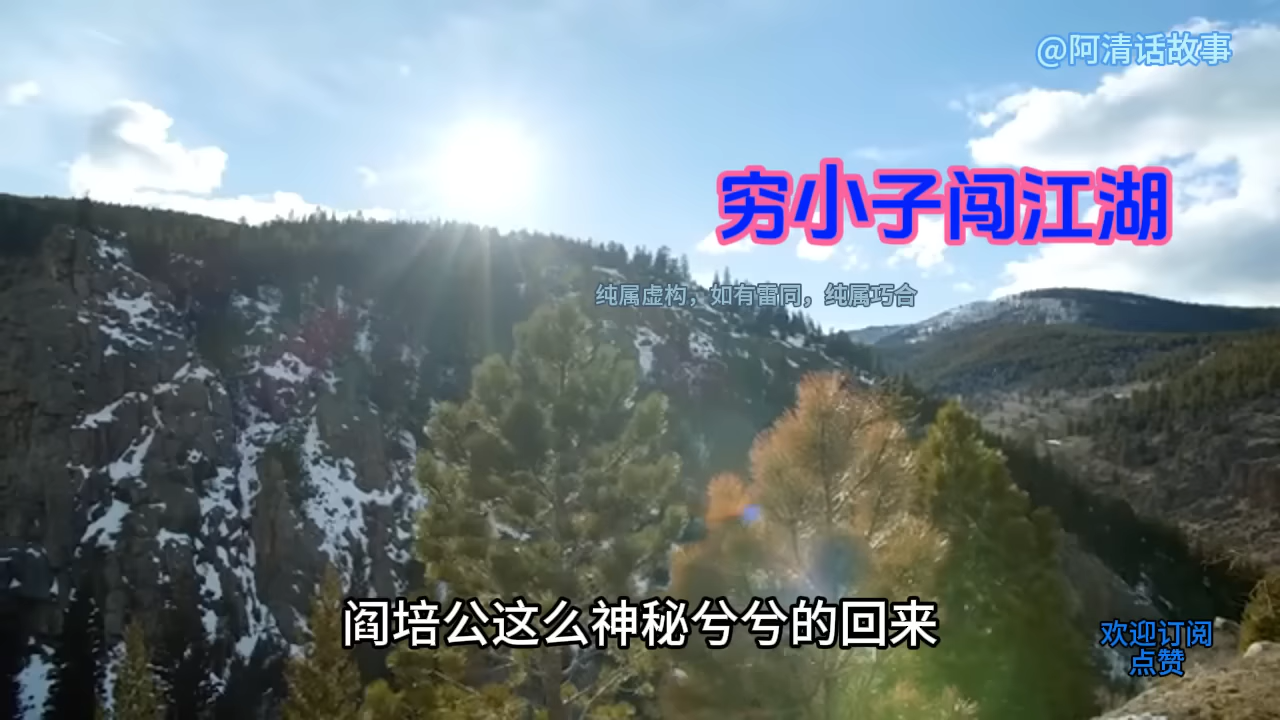 @阿清话故事
穷小子闯江湖
纯属虚构，如有雷同，纯属巧合
阎培公这么神秘兮兮的回来
欢迎订阅
点赞